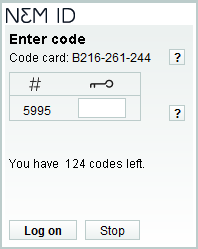 NEM ID
Enter code
Code card: B216-261-244 ?
#
5995 ?
You have 124 codes left.
Log on Stop